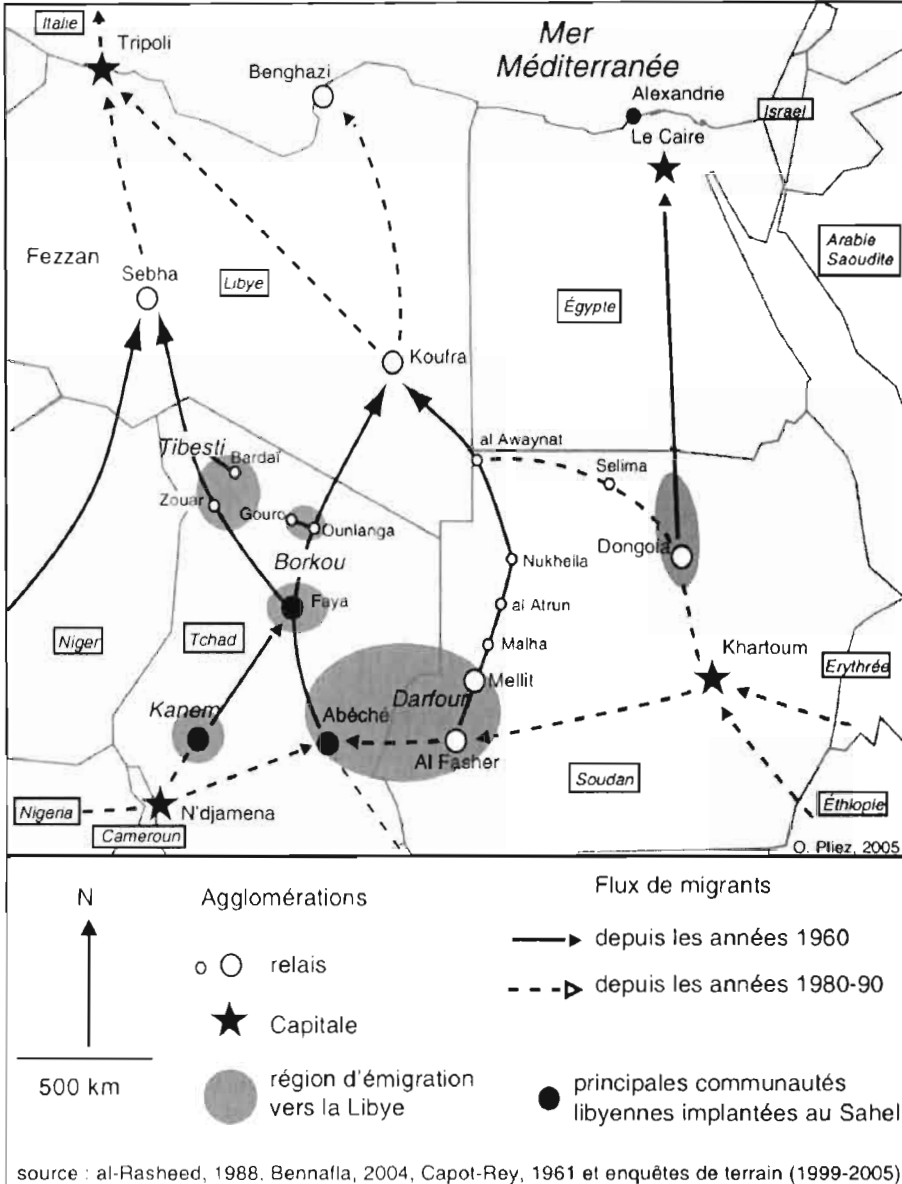 Italie
Tripoli
Mer
Méditerranée
Benghazi
Alexandrie
Israel
Le Caire
Arabie
Saoudite
Fezzan
Sebha
Libye
Égypte
Koufra
al Awaynat
Tibesti
Bardaï
Selima
Zouar
Gouro
Ounianga
Dongola
Borkou
Nukheila
Faya
al Atrun
Niger
Tchad
Malha
Khartoum
Erythrée
Mellit
Kanem
Darfour
Abéché
Al Fasher
Soudan
Nigeria
N'djamena
Éthiopie
Cameroun
O. Pliez, 2005
N
500 km
Agglomérations
relais
Capitale
région d'émigration
vers la Libye
Flux de migrants
depuis les années 1960
depuis les années 1980-90
principales communautés
libyennes implantées au Sahel
source : al-Rasheed, 1988, Bennafla, 2004, Capot-Rey, 1961 et enquêtes de terrain (1999-2005)